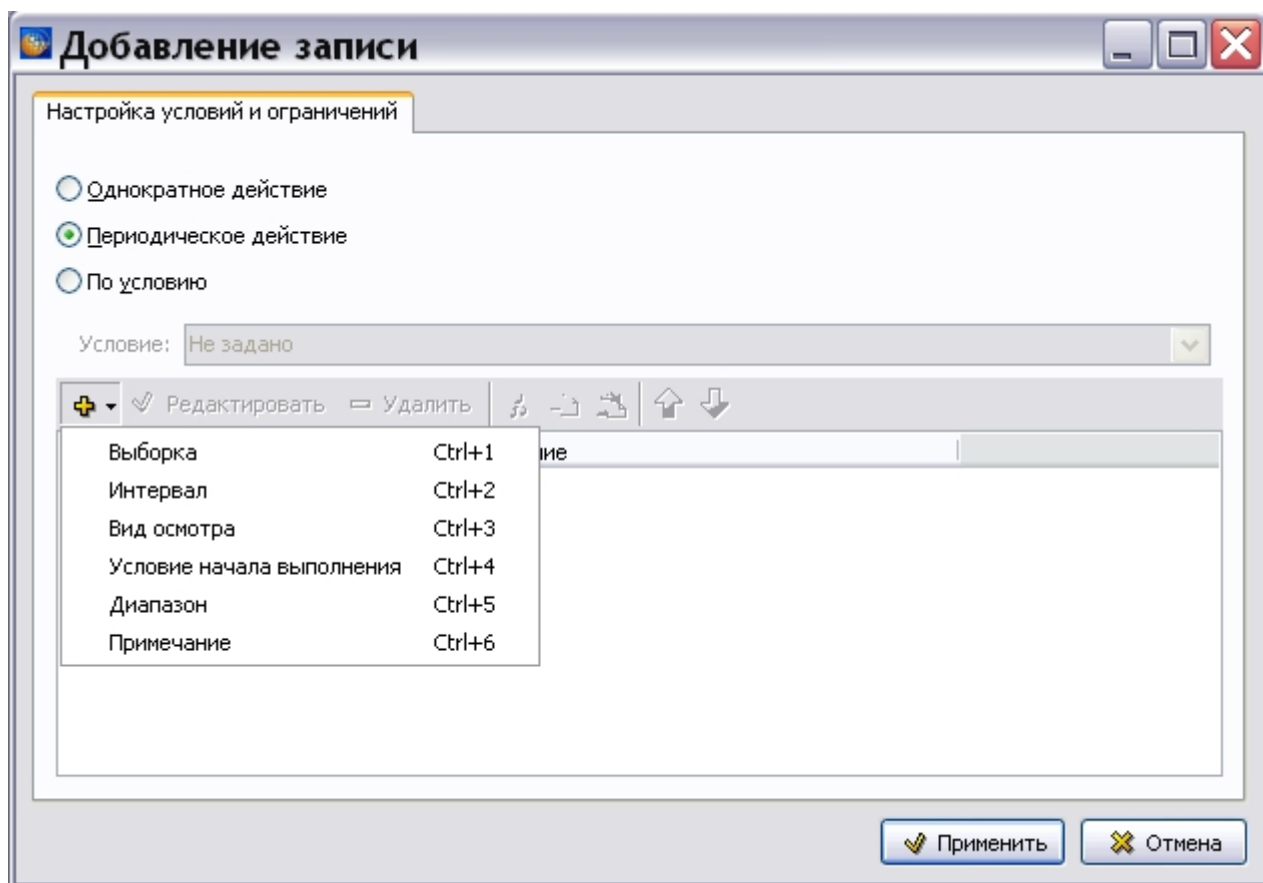 Добавление записи
Настройка условий и ограничений
Однократное действие
Периодическое действие
По условию
Условие: Не задано
Редактировать Удалить
ние
Выборка Ctrl+1
Интервал Ctrl+2
Вид осмотра Ctrl+3
Условие начала выполнения Ctrl+4
Диапазон Ctrl+5
Примечание Ctrl+6
Применить Отмена